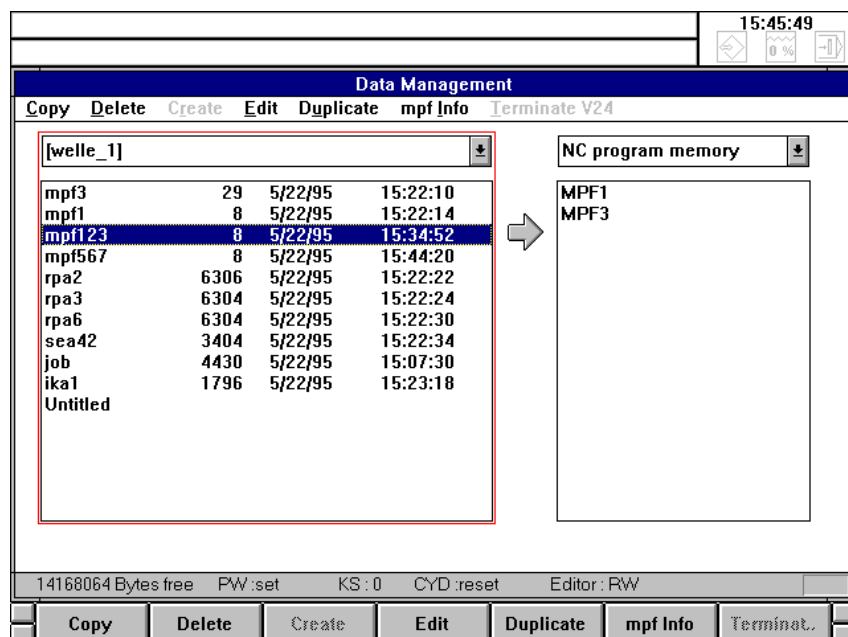 15:45:49
0 %
Data Management
Copy Delete Create Edit Duplicate mpf Info Terminate V24
[welle_1]
NC program memory
mpf3 29 5/22/95 15:22:10
mpf1 8 5/22/95 15:22:14
mpf123 8 5/22/95 15:34:52
mpf567 8 5/22/95 15:44:20
rpa2 6306 5/22/95 15:22:22
rpa3 6304 5/22/95 15:22:24
rpa6 6304 5/22/95 15:22:30
sea42 3404 5/22/95 15:22:34
job 4430 5/22/95 15:07:30
ika1 1796 5/22/95 15:23:18
Untitled
MPF1
MPF3
14168064 Bytes free PW :set KS : 0 CYD :reset Editor : RW
Copy Delete Create Edit Duplicate mpf Info Terminat..